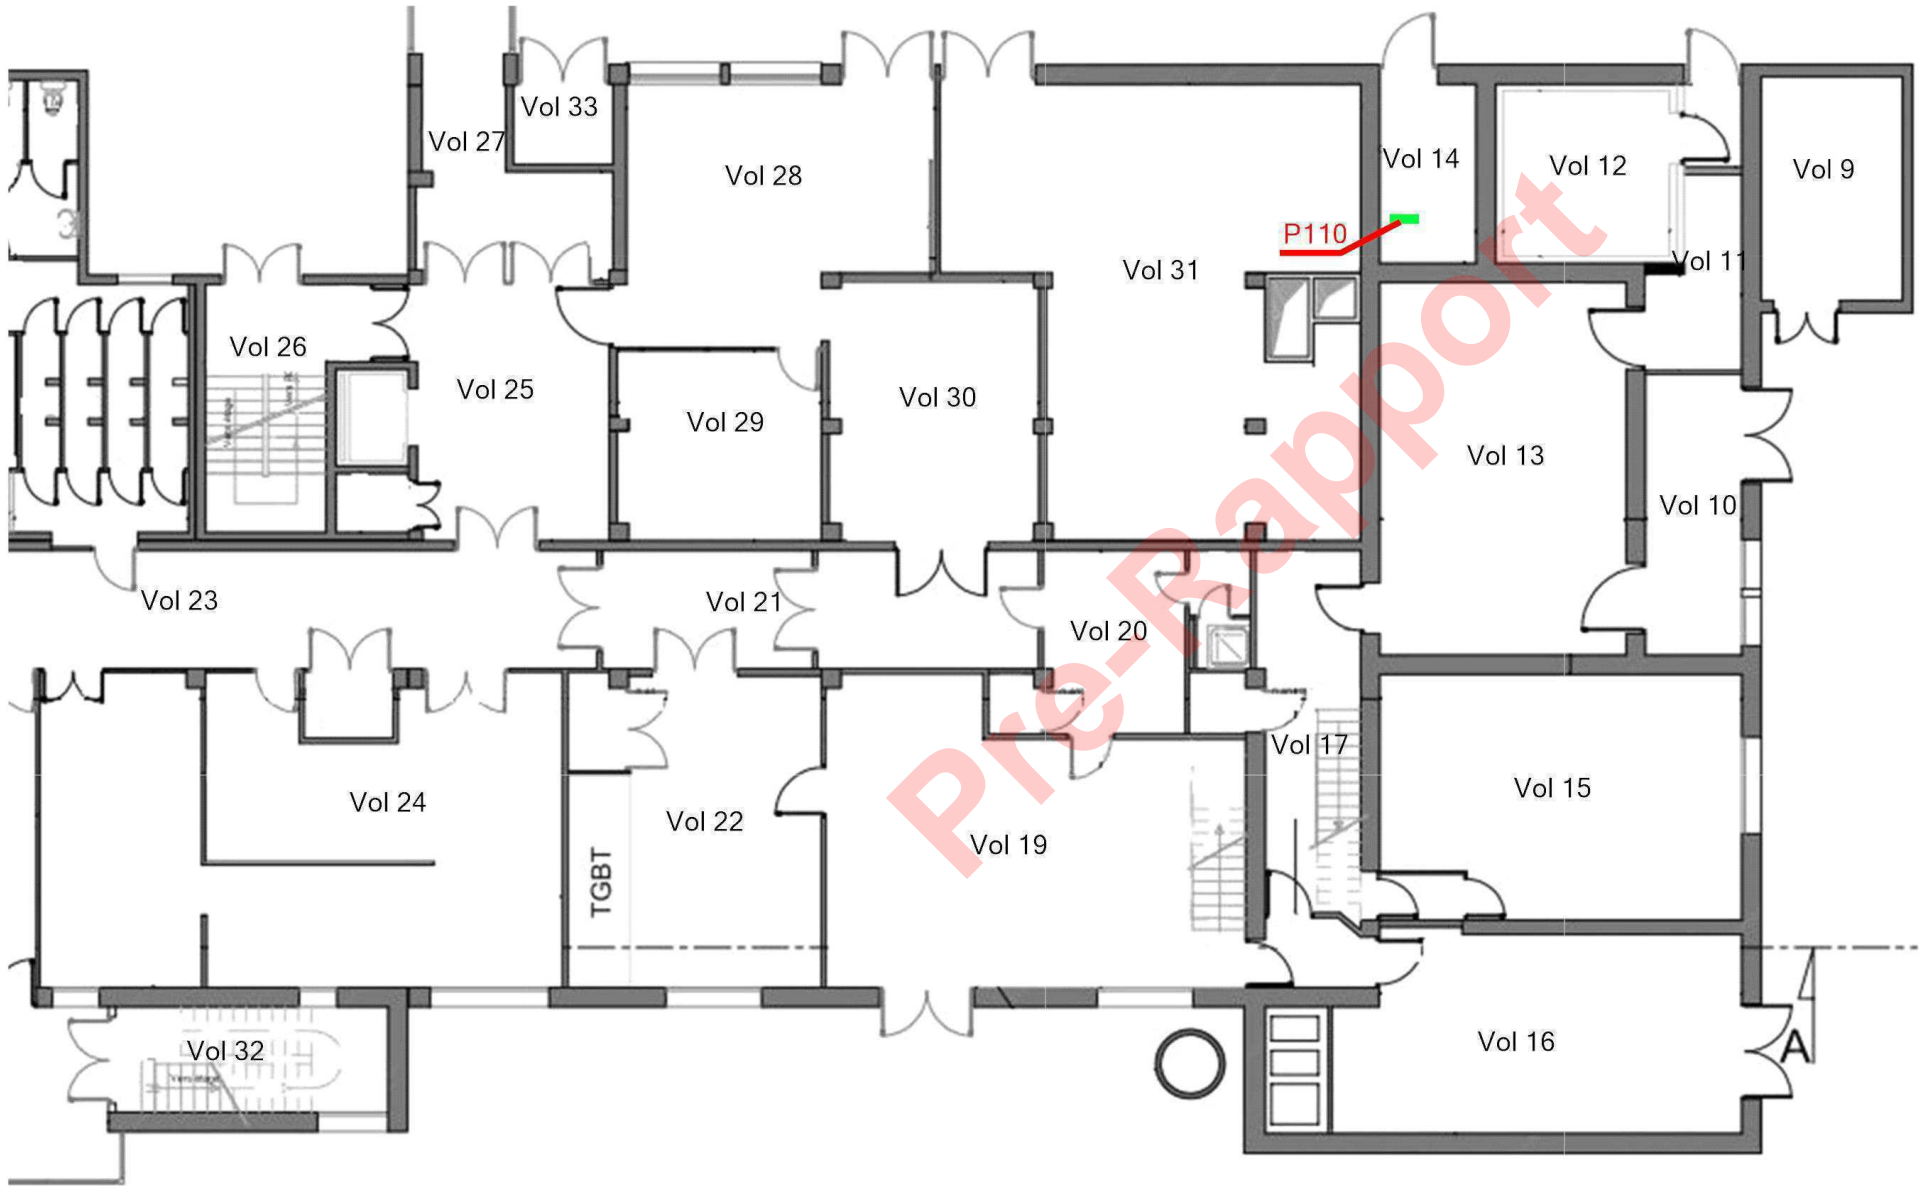 Vol 33
Vol 27
Vol 28
Vol 14
Vol 12
Vol 9
P110
Vol 31
Vol 11
Vol 26
Vol 25
Vol 30
Vol 29
Vol 13
Vol 10
Vol 23
Vol 21
Vol 20
Vol 17
Vol 24
Vol 22
Vol 19
Vol 15
TGBT
Vol 32
Vol 16
A
Pre-Rapport